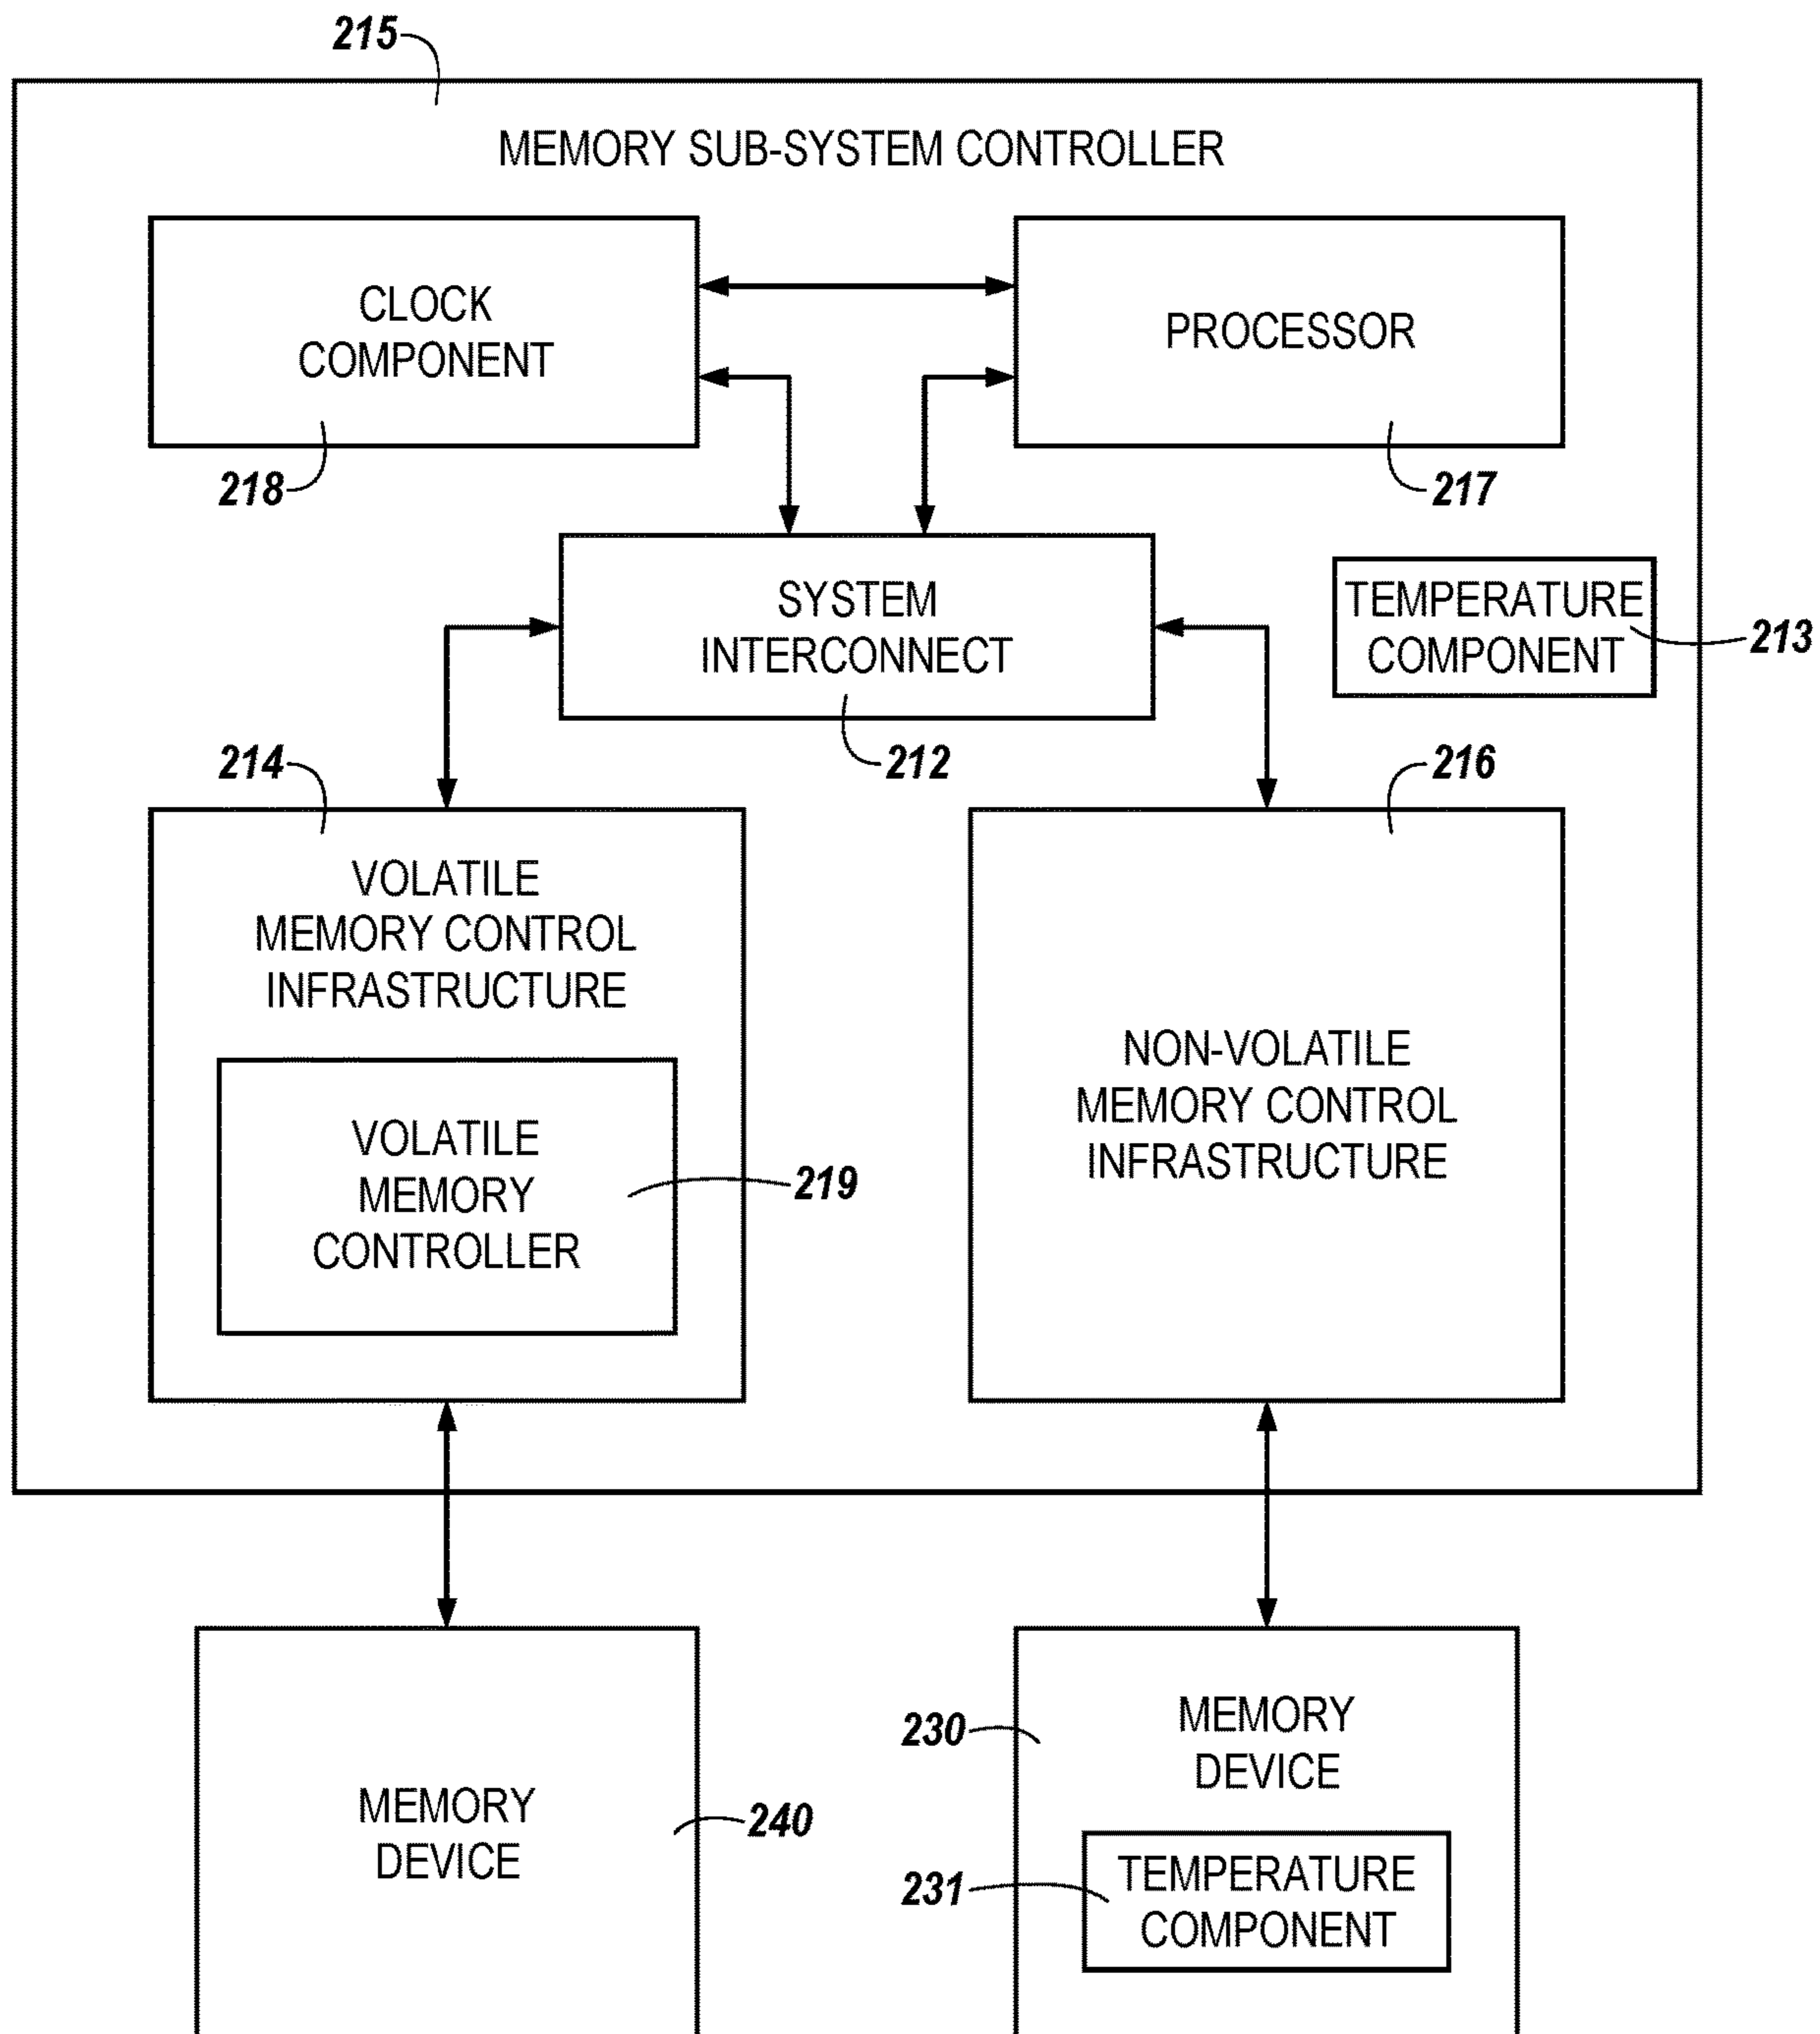 215
MEMORY SUB-SYSTEM CONTROLLER
CLOCK
COMPONENT
218
PROCESSOR
217
SYSTEM
INTERCONNECT
212
TEMPERATURE
COMPONENT
213
214
VOLATILE
MEMORY CONTROL
INFRASTRUCTURE
VOLATILE
MEMORY
CONTROLLER
219
216
NON-VOLATILE
MEMORY CONTROL
INFRASTRUCTURE
MEMORY
DEVICE
240
230
MEMORY
DEVICE
231
TEMPERATURE
COMPONENT